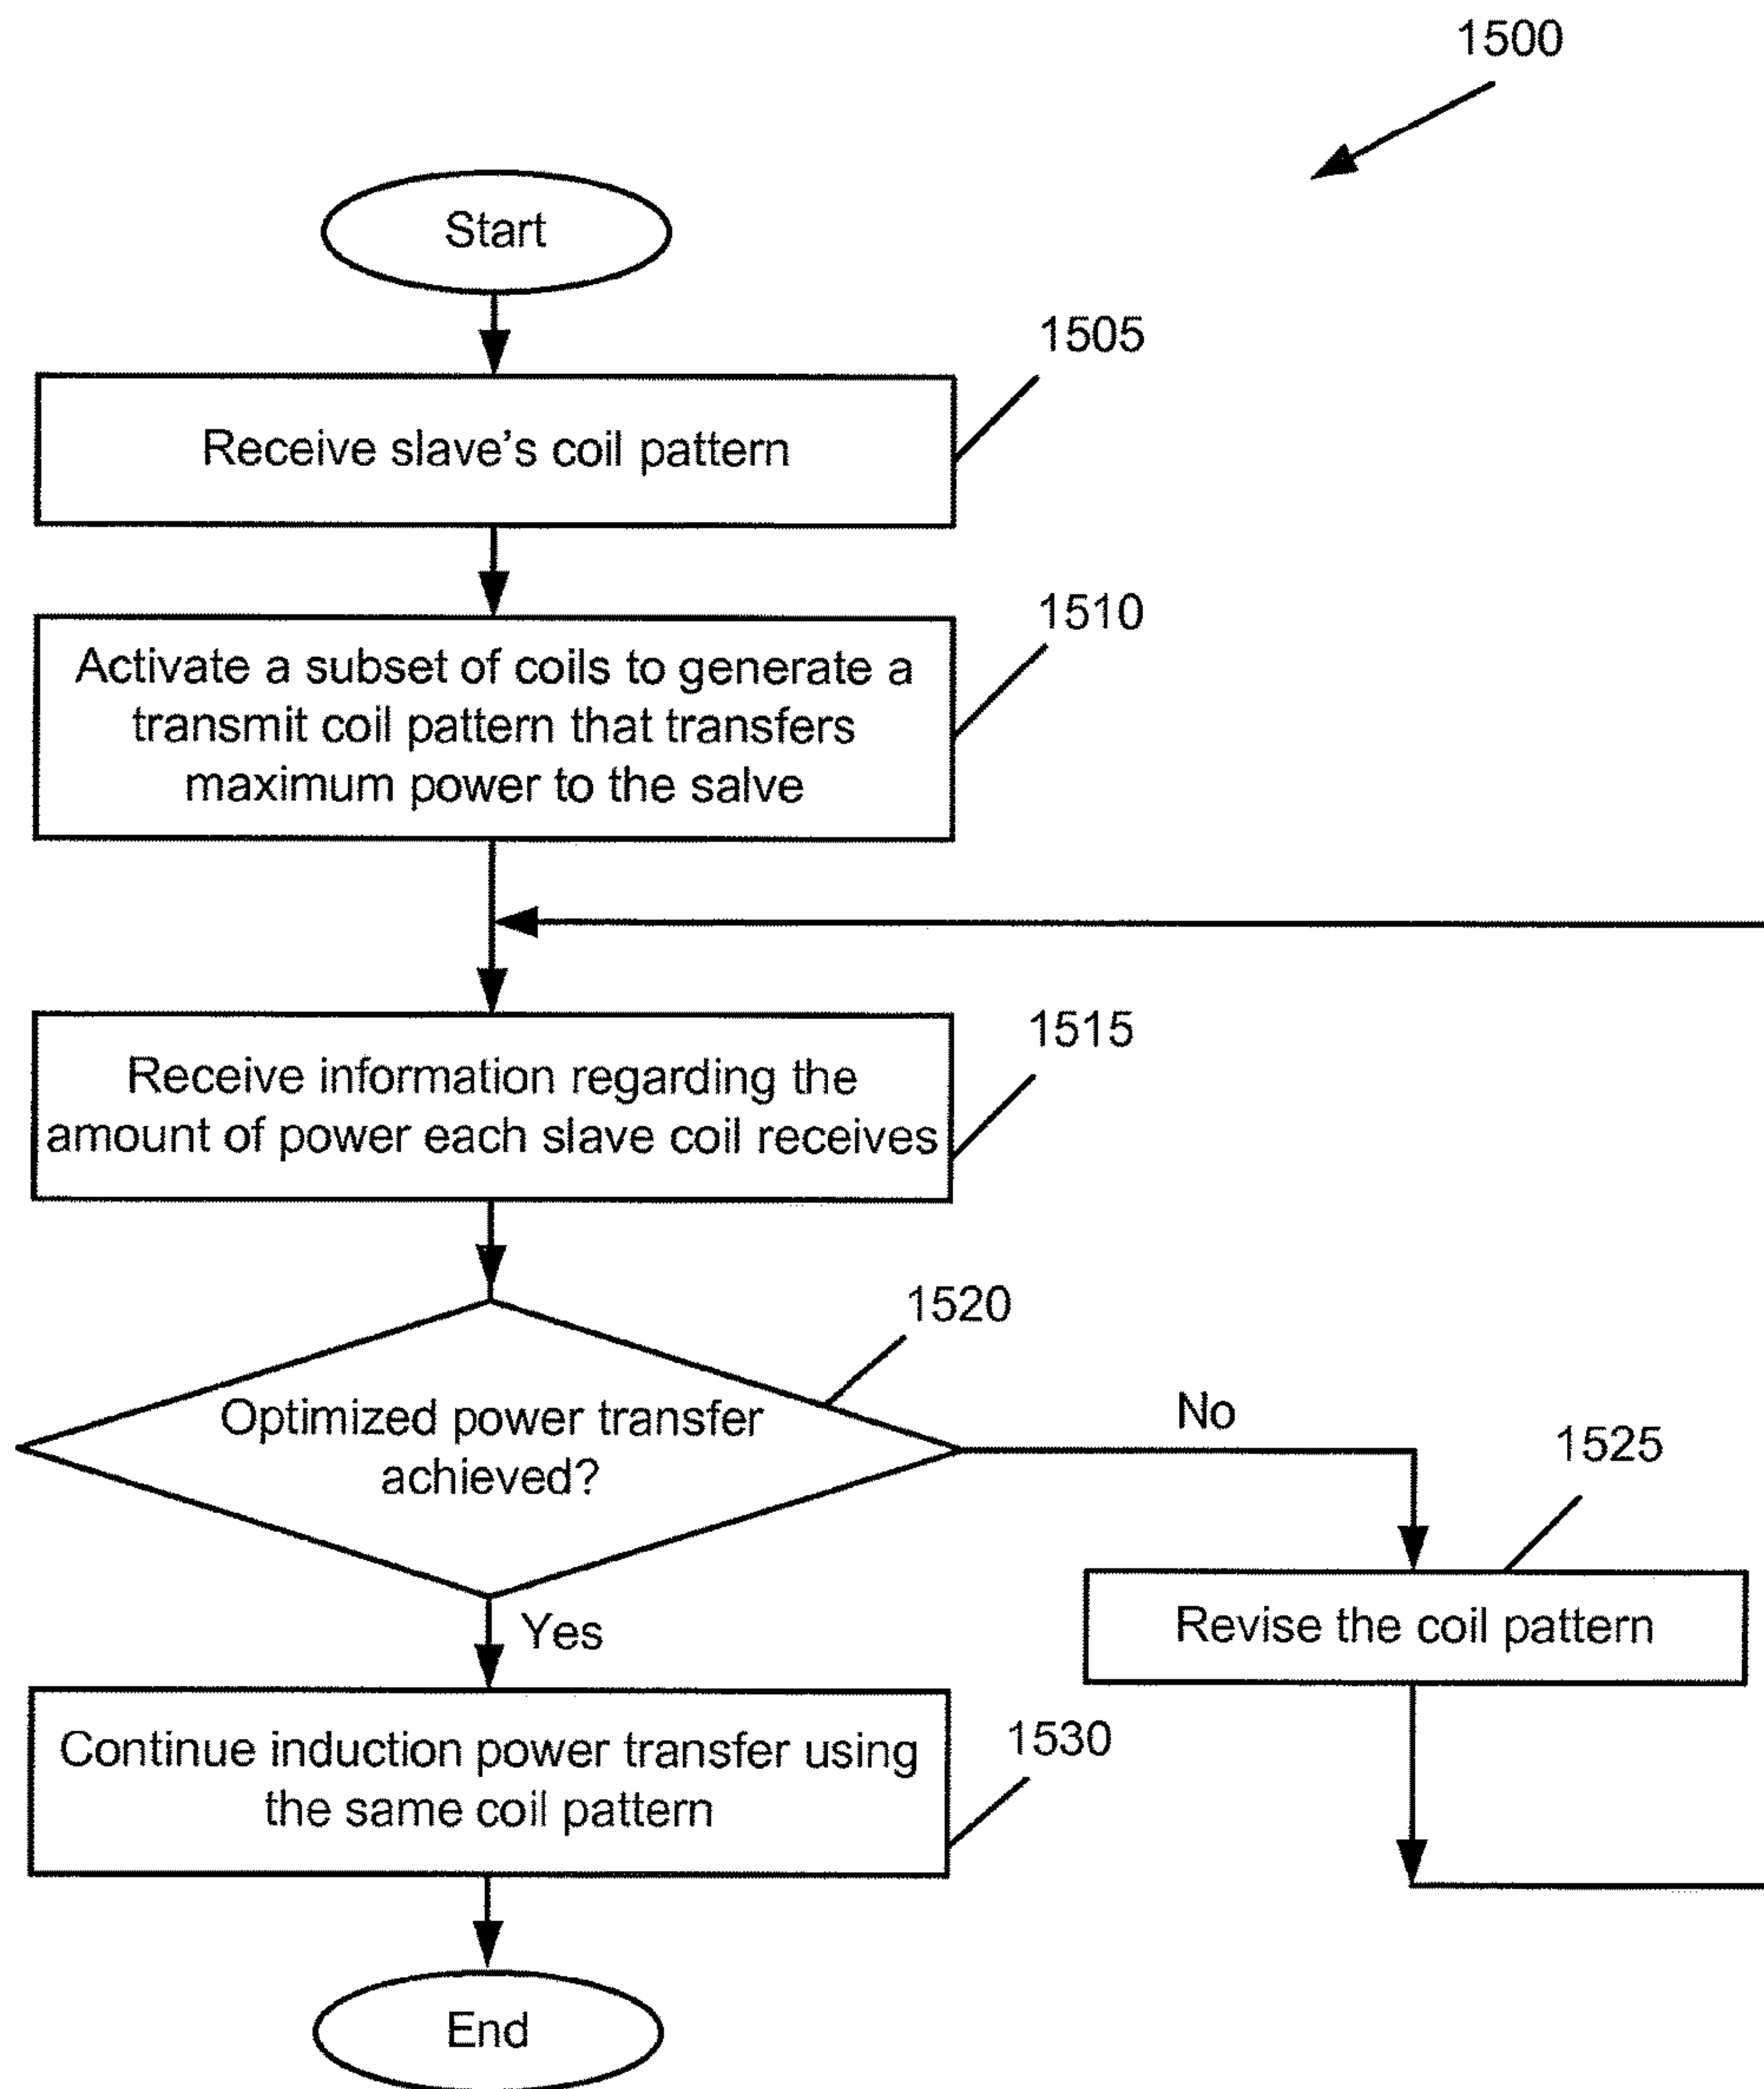 1500
Start
1505
Receive slave's coil pattern
1510
Activate a subset of coils to generate a
transmit coil pattern that transfers
maximum power to the salve
1515
Receive information regarding the
amount of power each slave coil receives
1520
Optimized power transfer
achieved?
No
1525
Revise the coil pattern
Yes
1530
Continue induction power transfer using
the same coil pattern
End